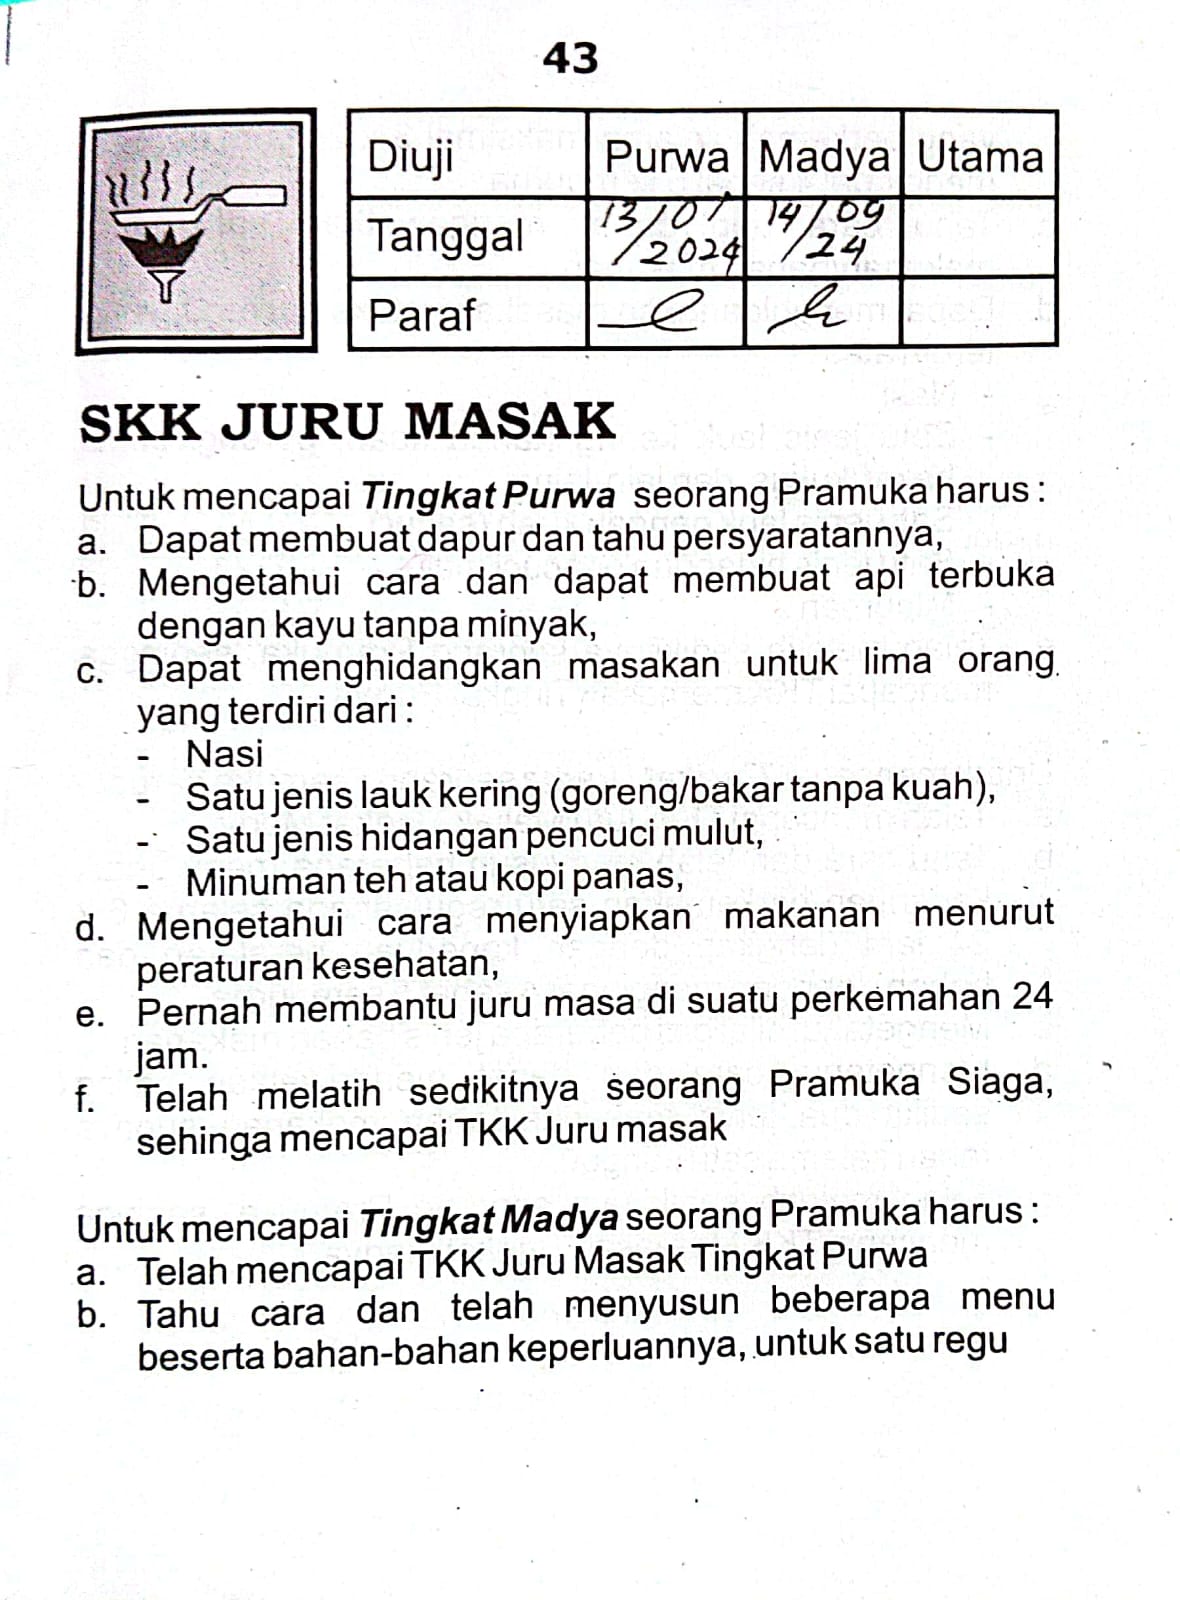 43
Diuji Purwa Madya Utama
Tanggal 13/01/2024 14/09/24
Paraf
SKK JURU MASAK
Untuk mencapai Tingkat Purwa seorang Pramuka harus :
a. Dapat membuat dapur dan tahu persyaratannya,
b. Mengetahui cara dan dapat membuat api terbuka
dengan kayu tanpa minyak,
c. Dapat menghidangkan masakan untuk lima orang
yang terdiri dari :
- Nasi
- Satu jenis lauk kering (goreng/bakar tanpa kuah),
- Satu jenis hidangan pencuci mulut,
- Minuman teh atau kopi panas,
d. Mengetahui cara menyiapkan makanan menurut
peraturan kesehatan,
e. Pernah membantu juru masa di suatu perkemahan 24
jam.
f. Telah melatih sedikitnya seorang Pramuka Siaga,
sehinga mencapai TKK Juru masak
Untuk mencapai Tingkat Madya seorang Pramuka harus :
a. Telah mencapai TKK Juru Masak Tingkat Purwa
b. Tahu cara dan telah menyusun beberapa menu
beserta bahan-bahan keperluannya, untuk satu regu